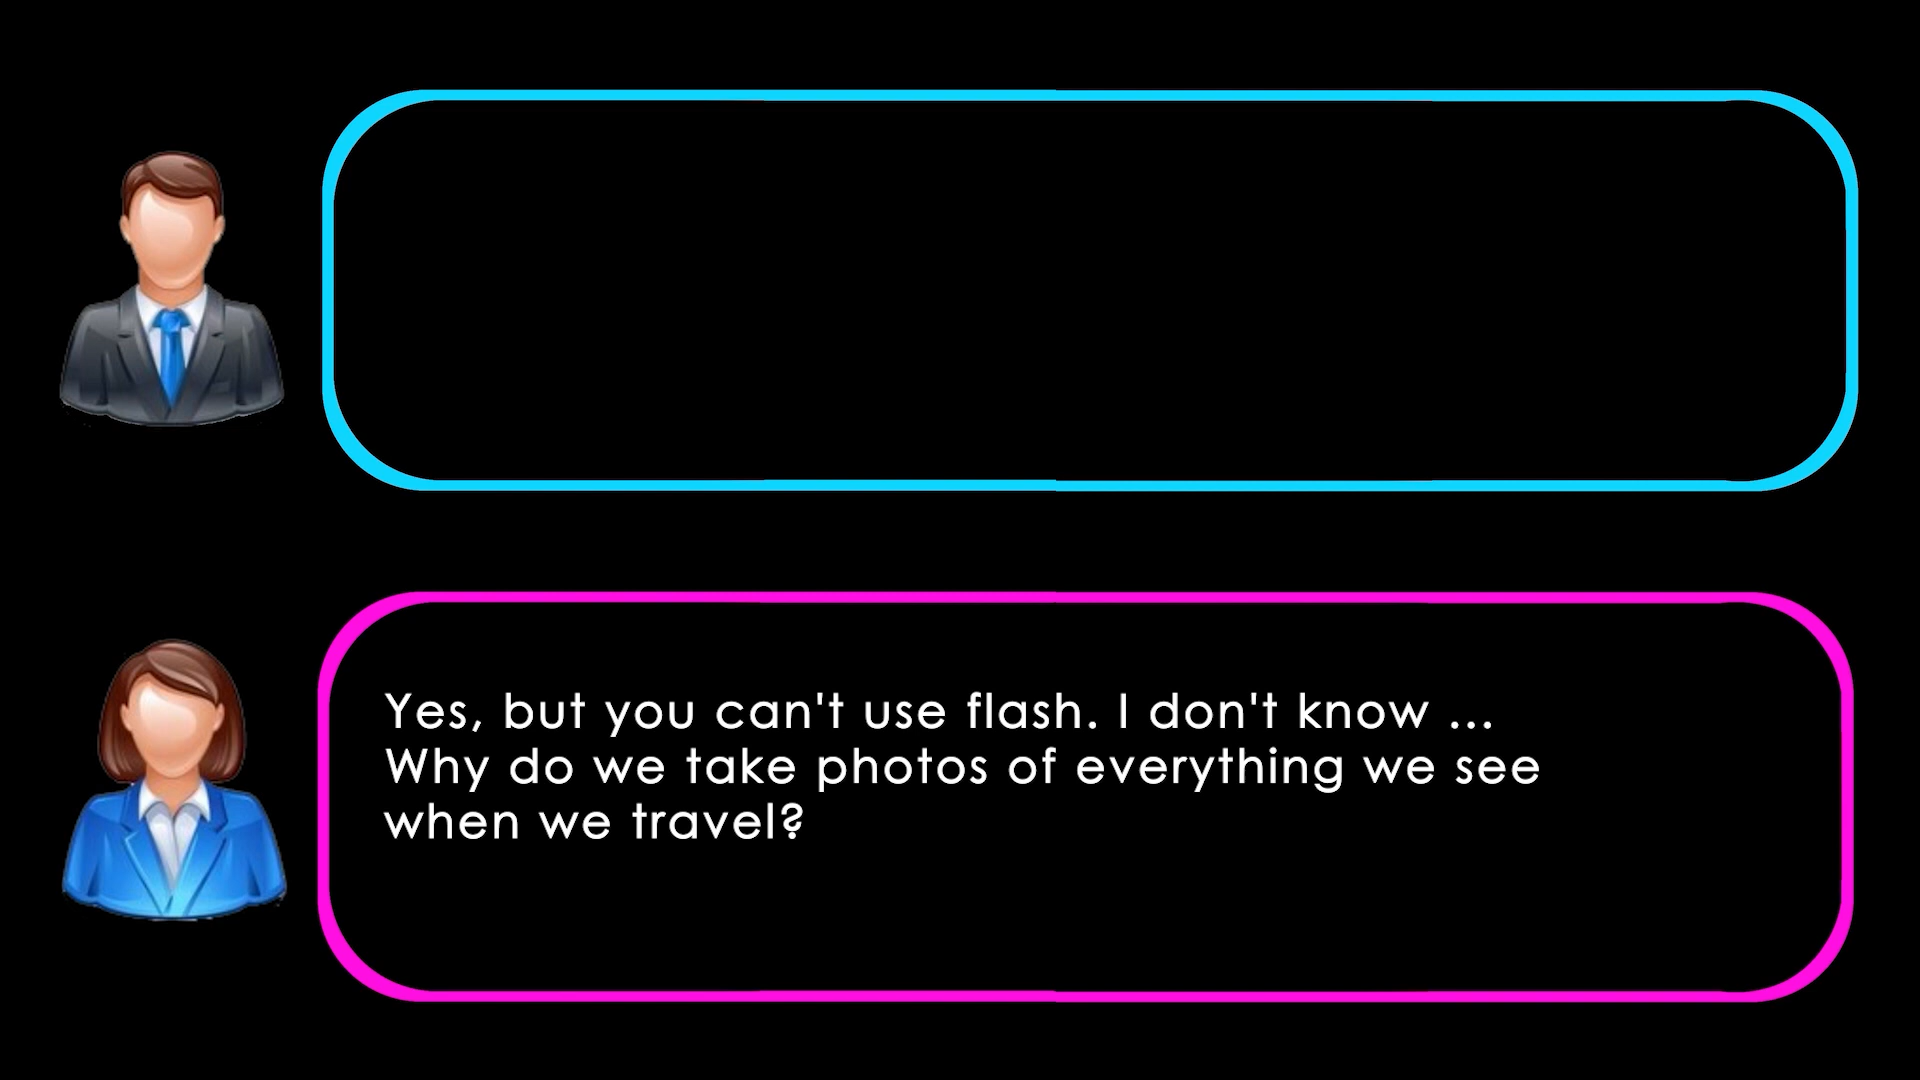 Yes, but you can't use flash. I don't know ...
Why do we take photos of everything we see
when we travel?